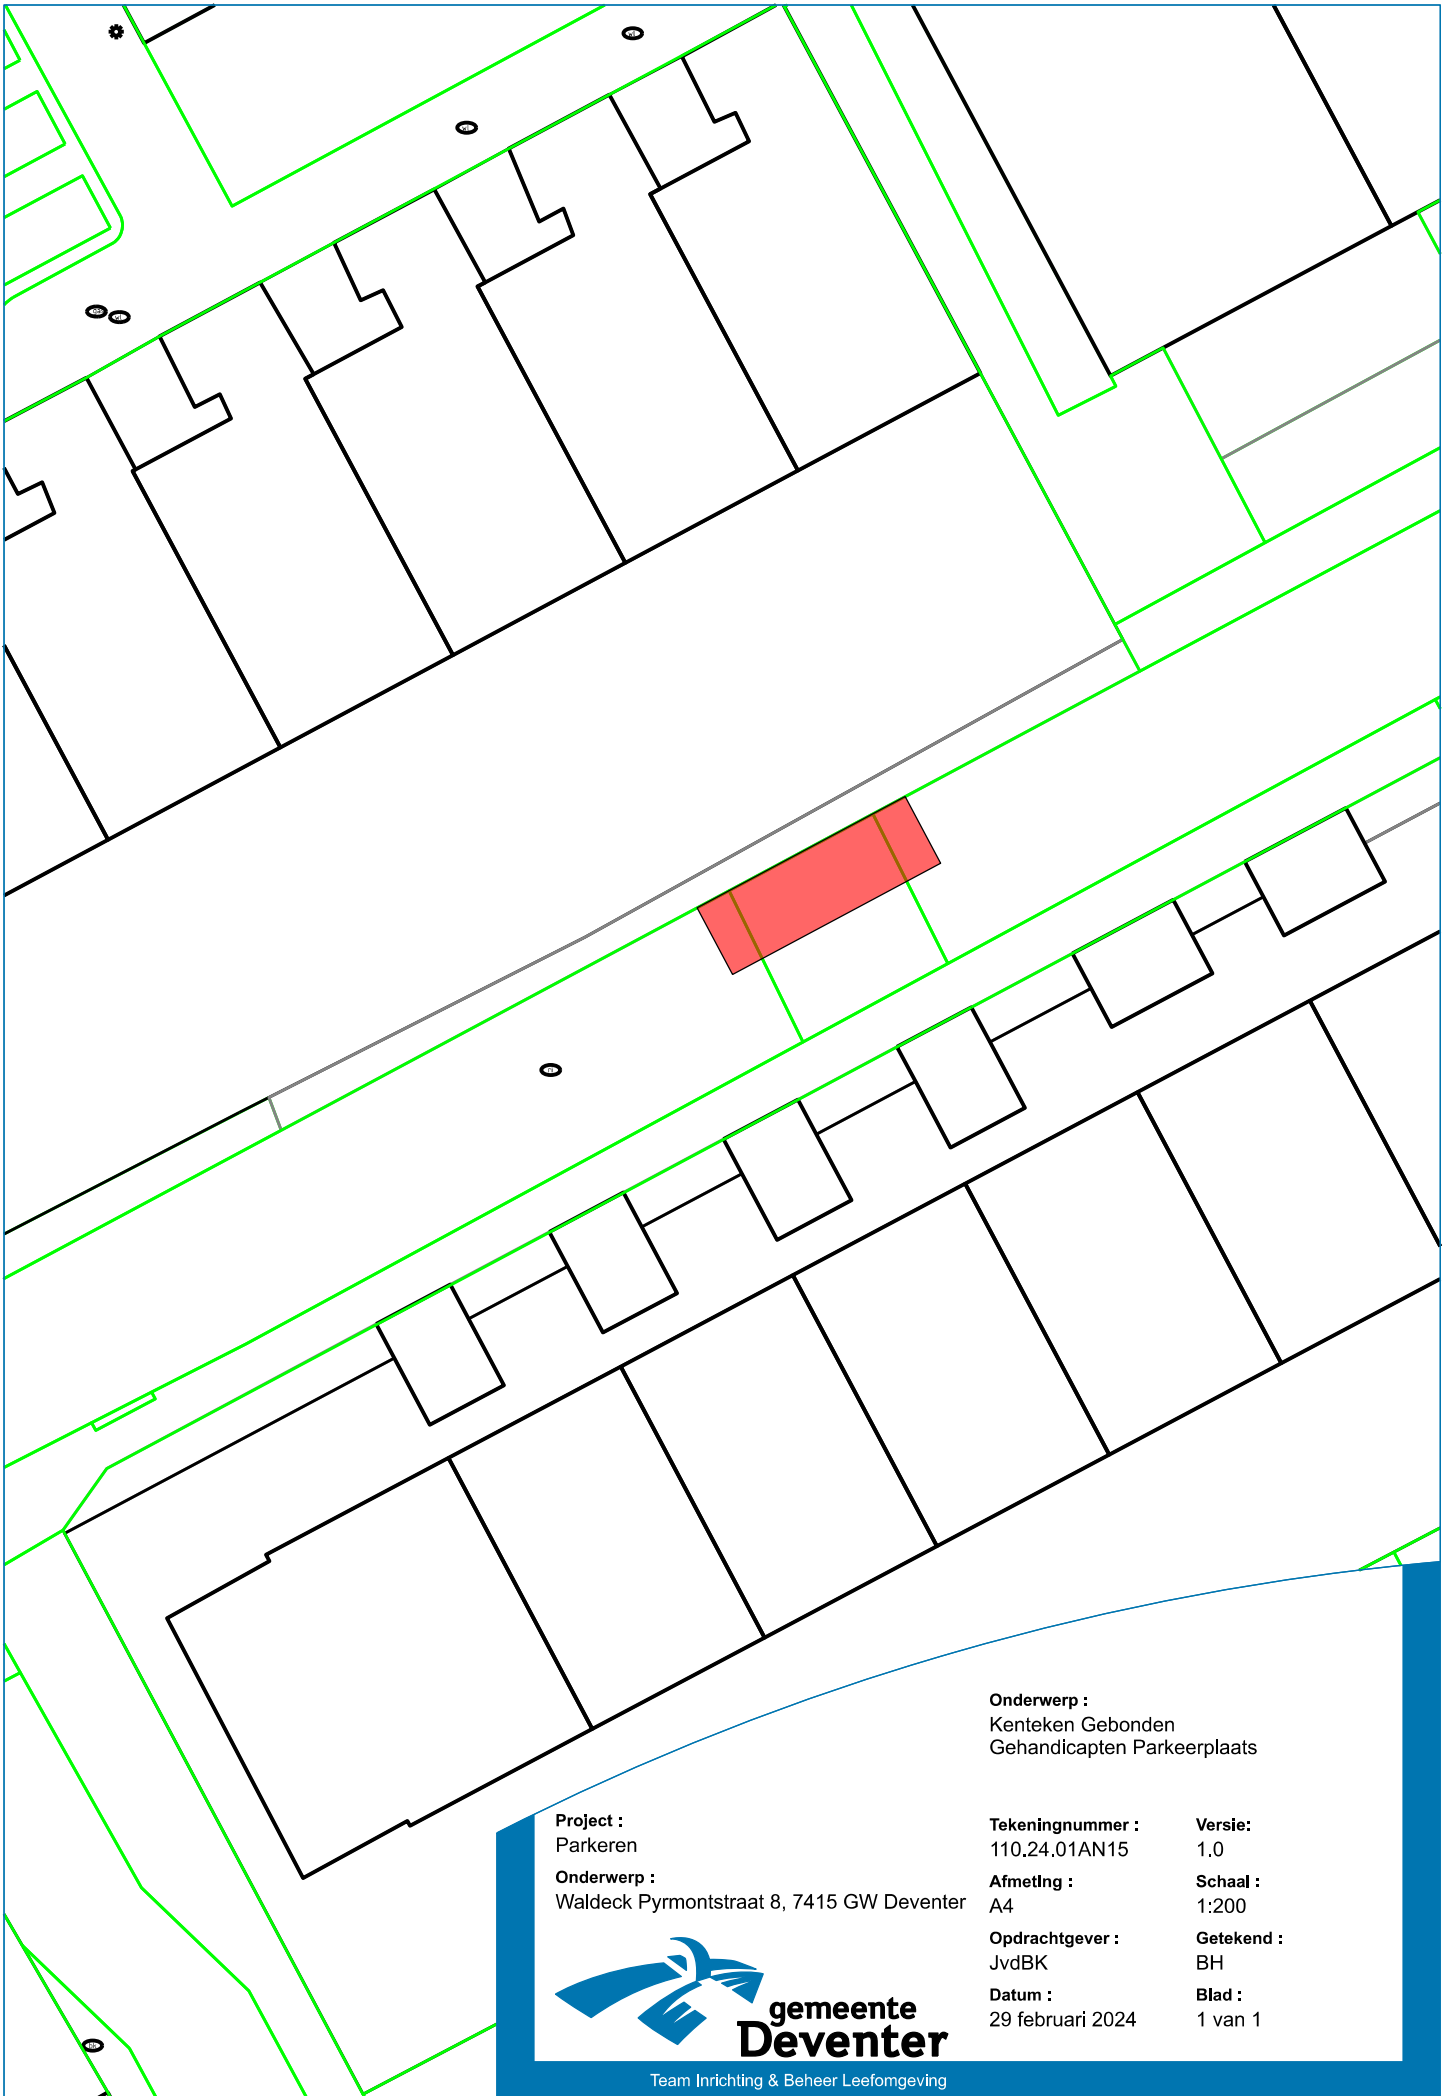 Onderwerp :
Kenteken Gebonden
Gehandicapten Parkeerplaats
Project :
Parkeren
Onderwerp :
Waldeck Pyrmontstraat 8, 7415 GW Deventer
Tekeningnummer :
110.24.01AN15
Versie:
1.0
Afmeting :
A4
Schaal :
1:200
Opdrachtgever :
JvdBK
Getekend :
BH
Datum :
29 februari 2024
Blad :
1 van 1
gemeente
Deventer
Team Inrichting & Beheer Leefomgeving